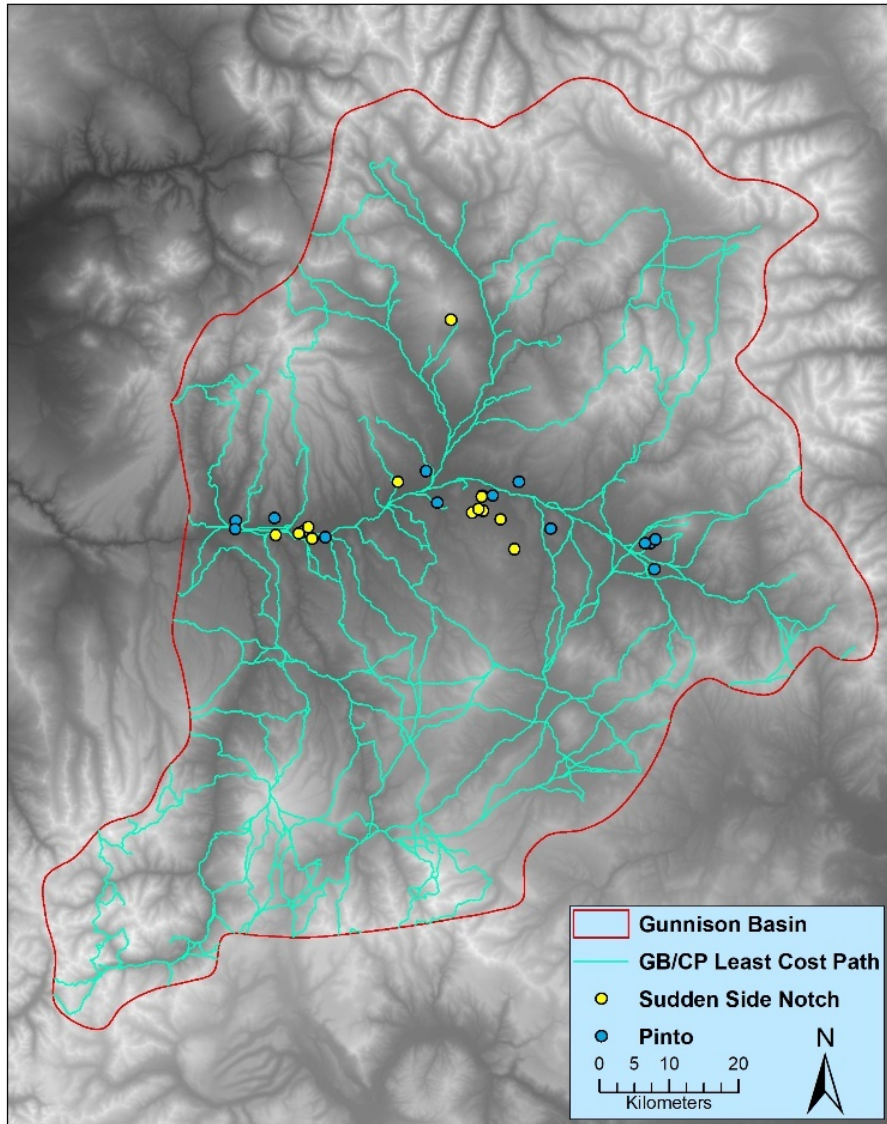 Gunnison Basin
GB/CP Least Cost Path
Sudden Side Notch
Pinto
N
0 5 10 20
Kilometers